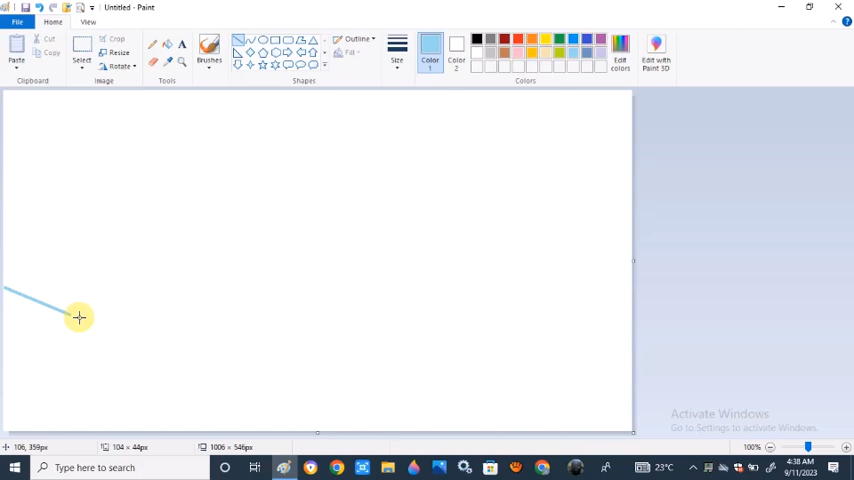 Untitled - Paint
File Home View
Paste
Cut
Copy
Clipboard
Select
Crop
Resize
Rotate
Image
A
Tools
Brushes
Outline
Fill
Shapes
Size
Color
1
Color
2
Colors
Edit
colors
Edit with
Paint 3D
Activate Windows
Go to Settings to activate Windows.
106, 359px
104 × 44px
1006 × 546px
100%
Type here to search
23°C
4:38 AM
9/11/2023